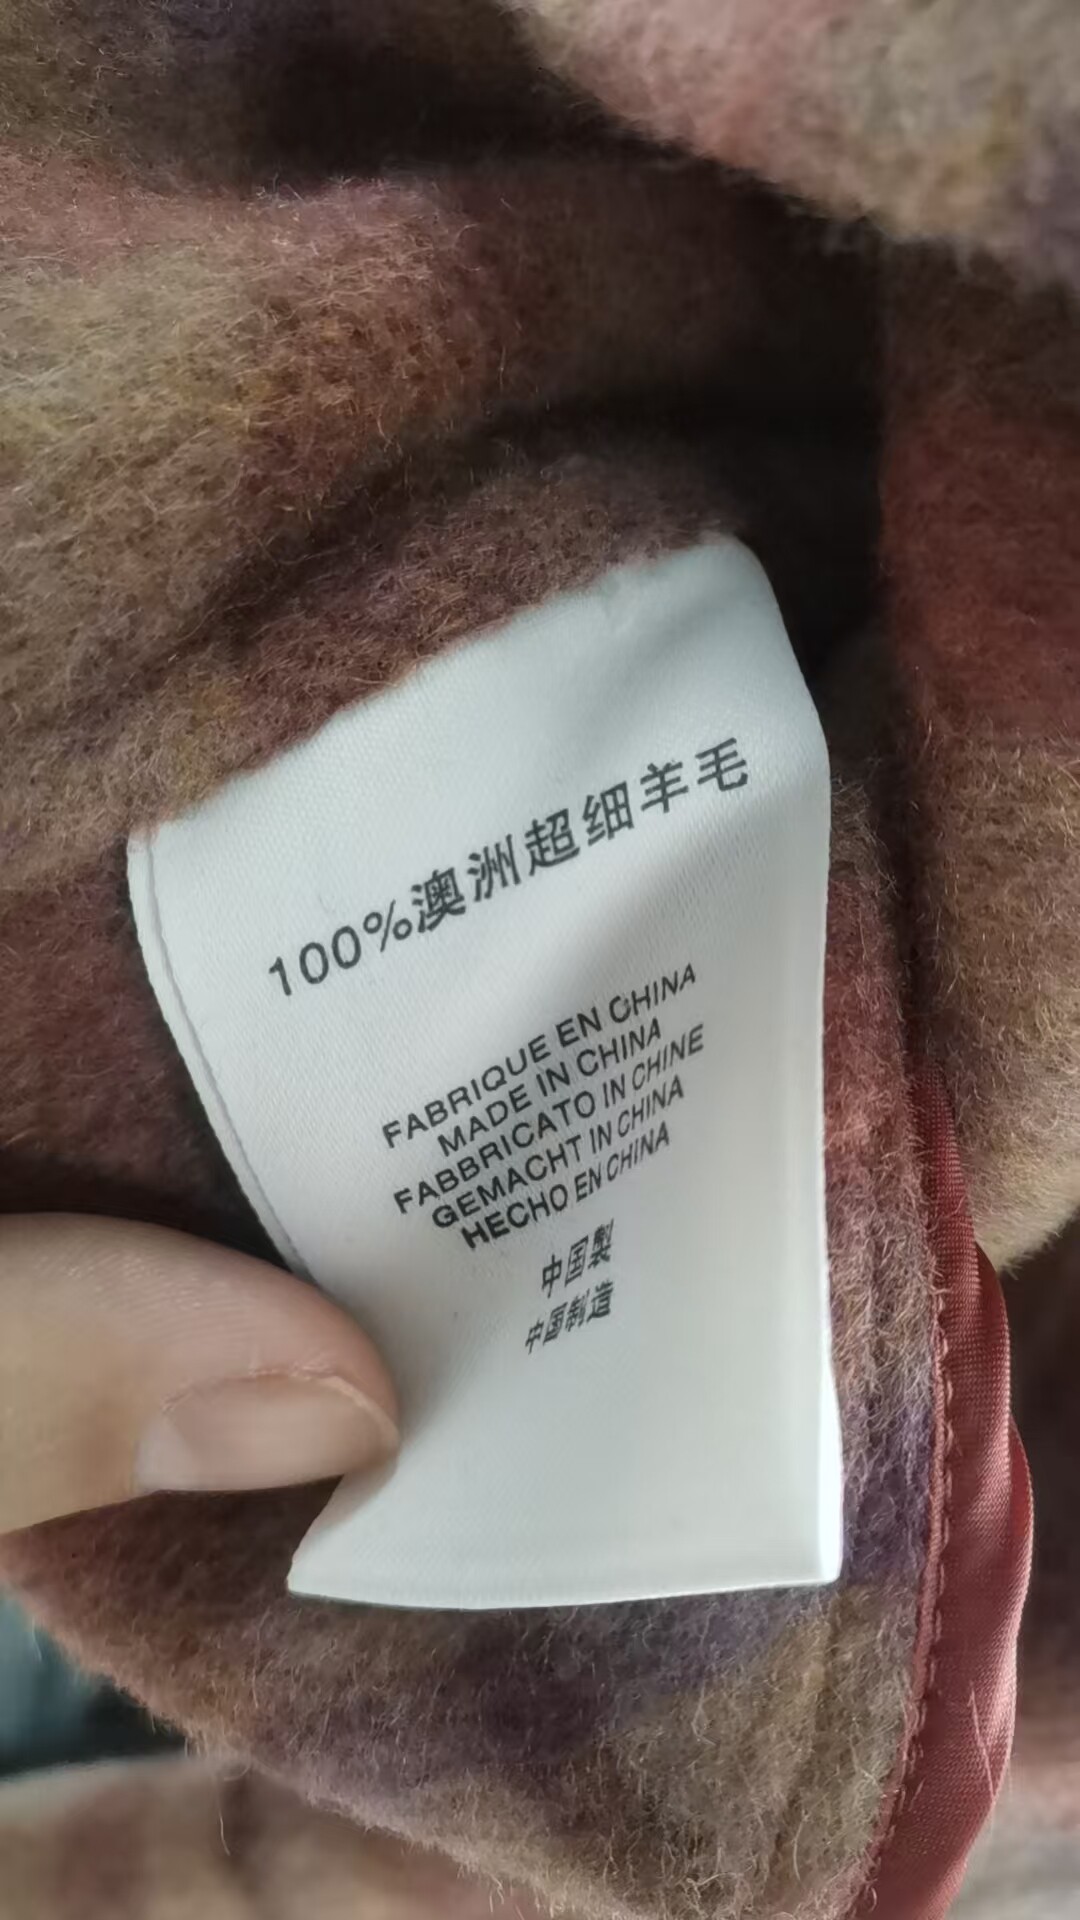 100%澳洲超细羊毛
FABRIQUE EN CHINA
MADE IN CHINA
FABBRICATO IN CHINE
GEMACHT IN CHINA
HECHO EN CHINA
中国製
中国制造